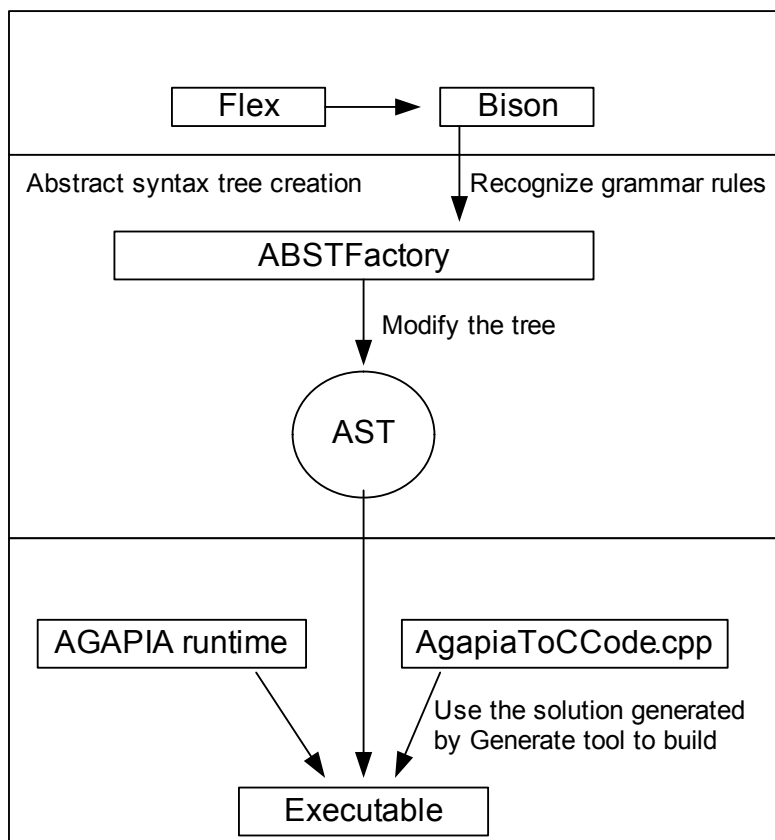 Flex
Bison
Abstract syntax tree creation
Recognize grammar rules
ABSTFactory
Modify the tree
AST
AGAPIA runtime
AgapiaToCCode.cpp
Use the solution generated
by Generate tool to build
Executable